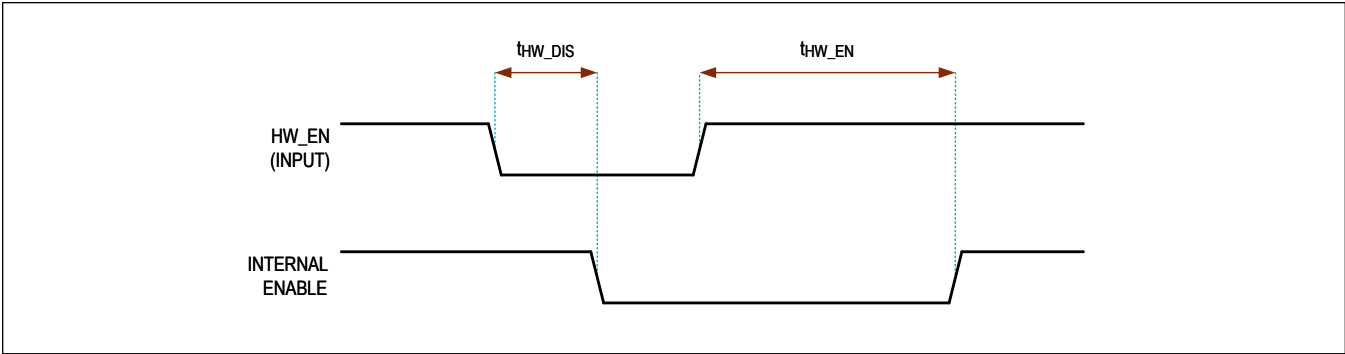 tHW_DIS
tHW_EN
HW_EN
(INPUT)
INTERNAL
ENABLE